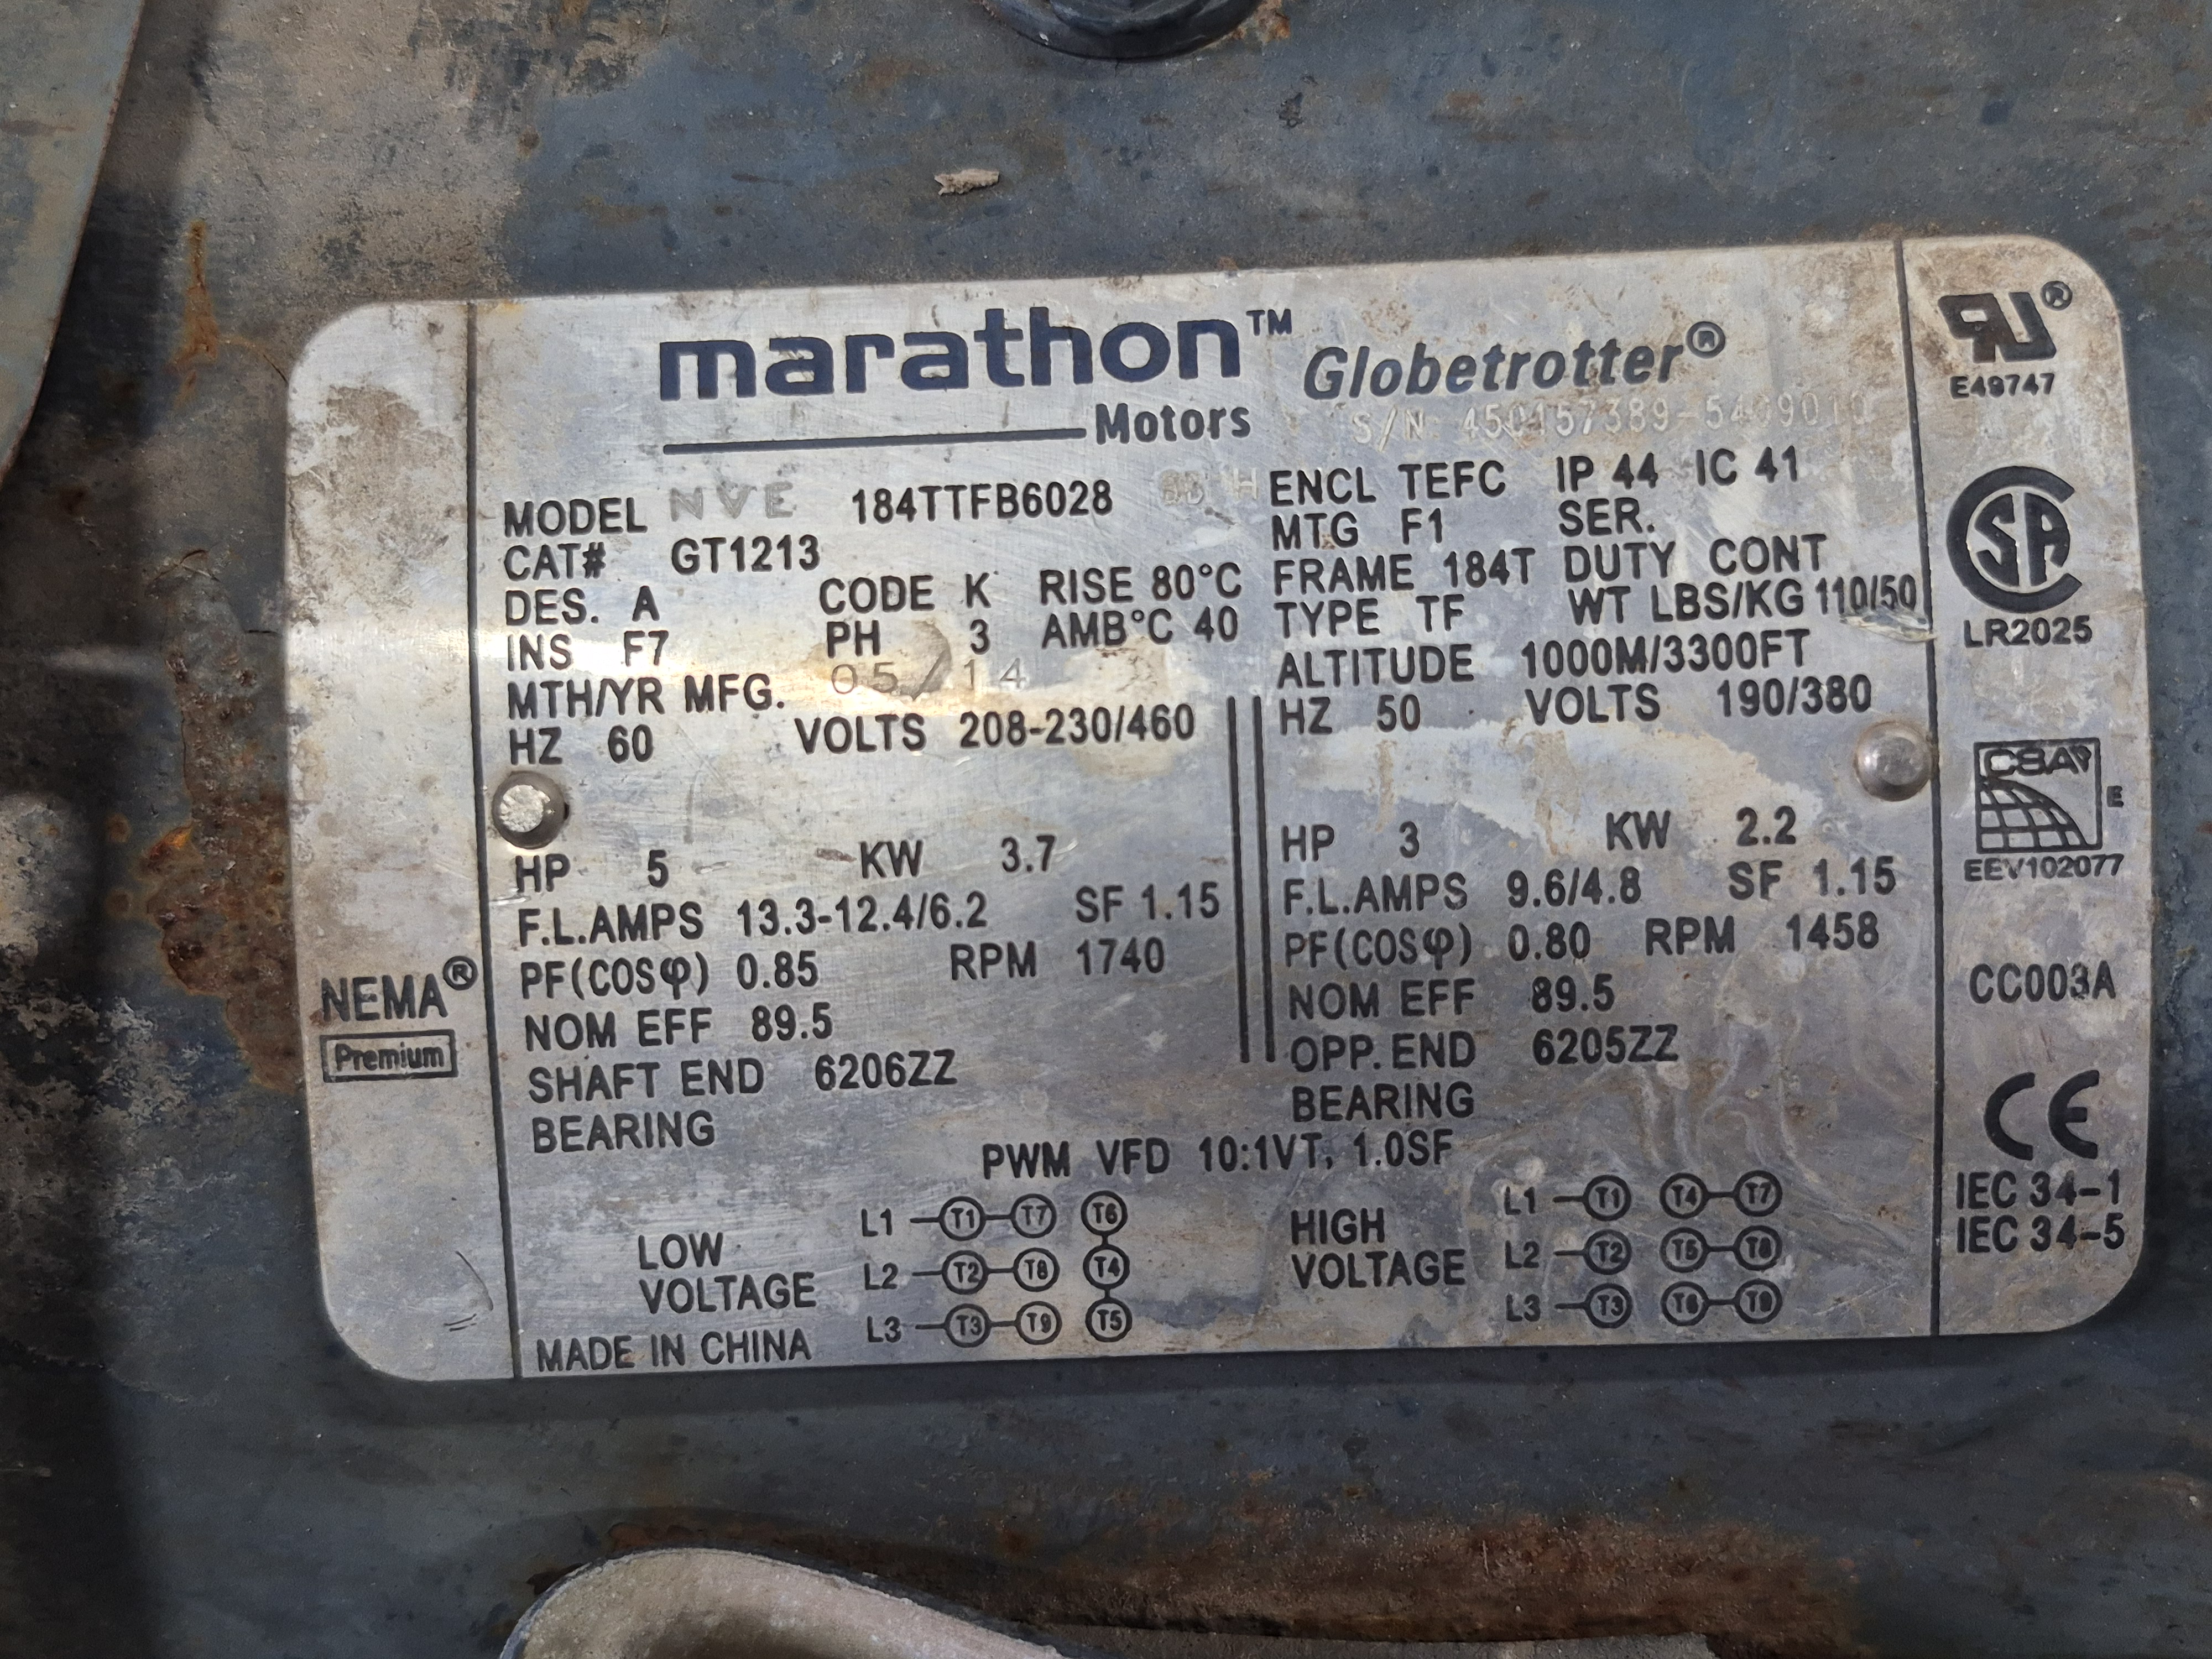 marathon™ Globetrotter®
Motors
S/N:
MODEL NVE 184TTFB6028
CAT# GT1213
DES. A CODE K RISE 80°C
INS F7 PH 3 AMB°C 40
MTH/YR MFG. 05/14
HZ 60 VOLTS 208-230/460
HP 5 KW 3.7
F.L.AMPS 13.3-12.4/6.2 SF 1.15
PF(COSφ) 0.85 RPM 1740
NOM EFF 89.5
SHAFT END 6206ZZ
BEARING
ENCL TEFC IP 44 IC 41
MTG F1 SER.
FRAME 184T DUTY CONT
TYPE TF WT LBS/KG 110/50
ALTITUDE 1000M/3300FT
HZ 50 VOLTS 190/380
HP 3 KW 2.2
F.L.AMPS 9.6/4.8 SF 1.15
PF(COSφ) 0.80 RPM 1458
NOM EFF 89.5
OPP. END 6205ZZ
BEARING
PWM VFD 10:1VT, 1.0SF
LOW
VOLTAGE
L1 T1 T7 T6
L2 T2 T8 T4
L3 T3 T9 T5
HIGH
VOLTAGE
L1 T1 T4 T7
L2 T2 T5 T8
L3 T3 T6 T9
MADE IN CHINA
NEMA®
Premium
RU®
E49747
SA
LR2025
CSA
E
EEV102077
CC003A
CE
IEC 34-1
IEC 34-5